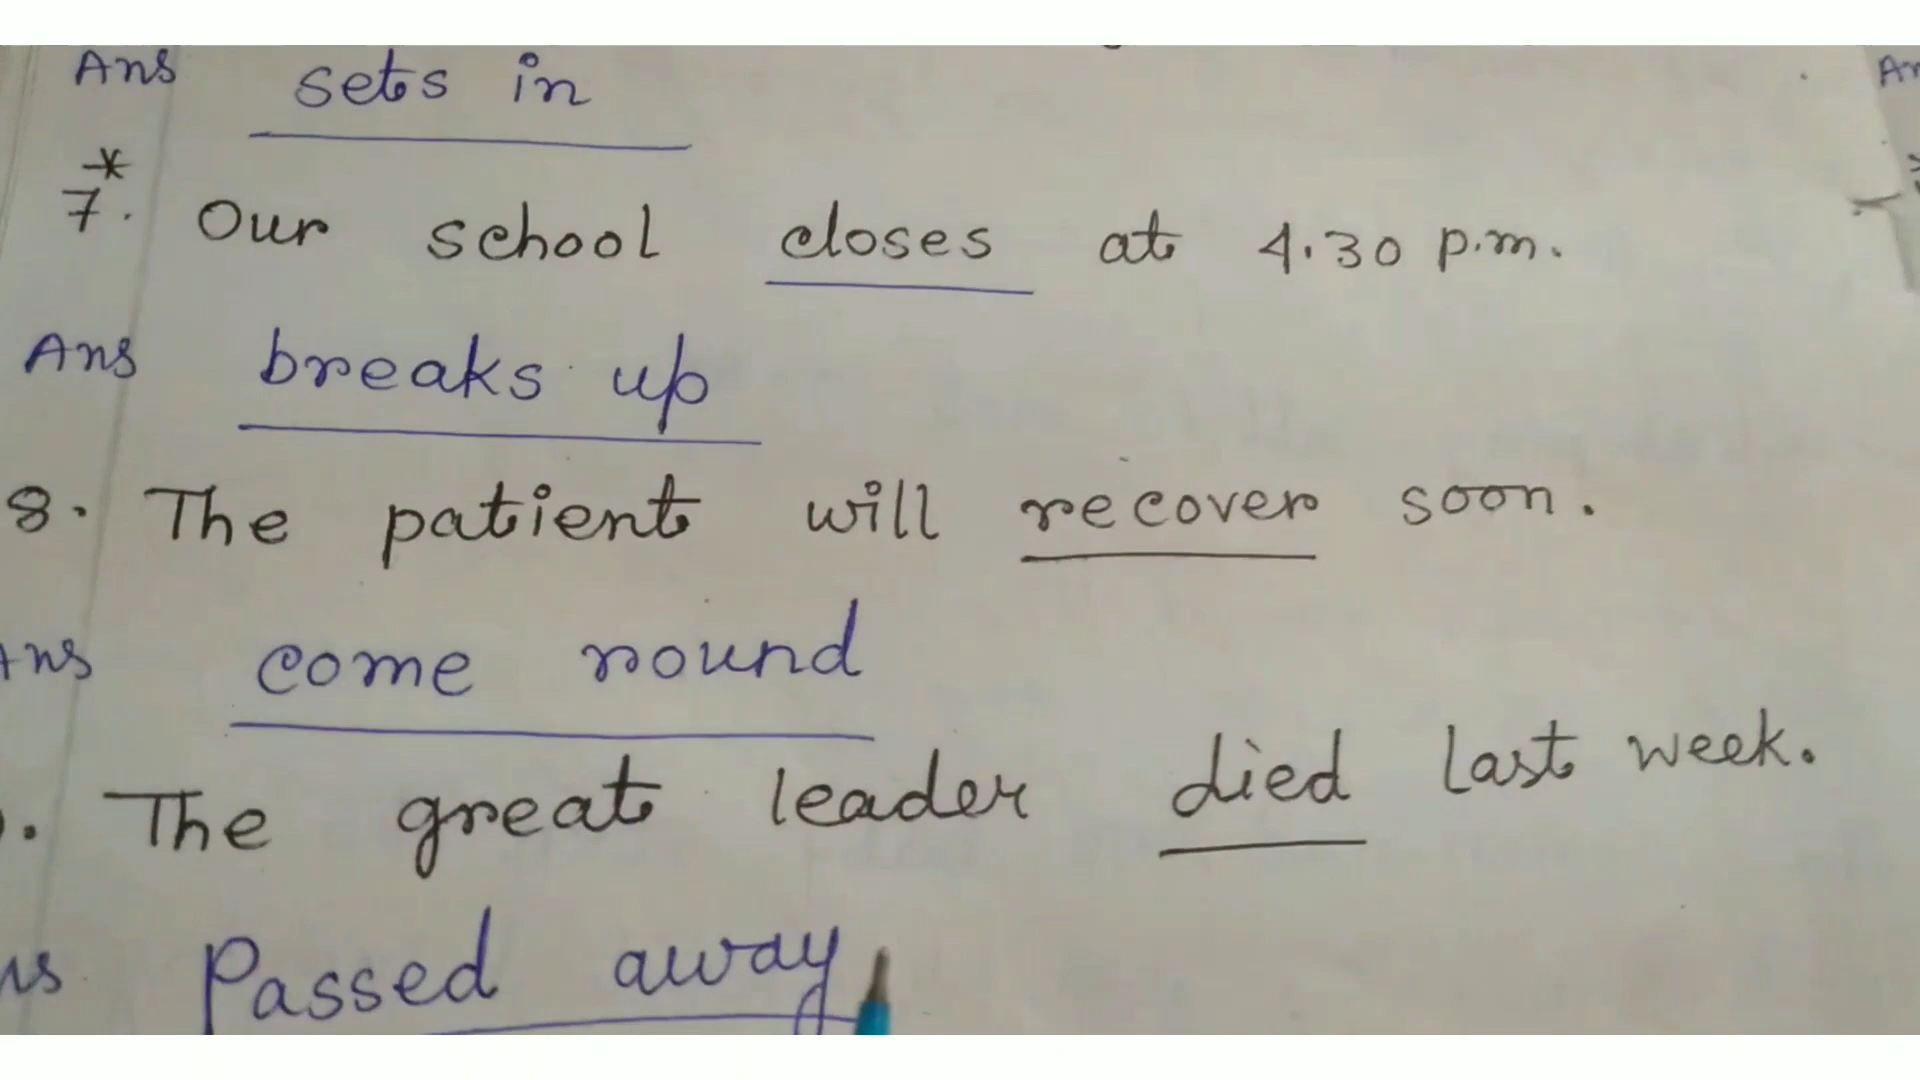 Ans sets in
7. Our school closes at 4.30 p.m.
Ans breaks up
8. The patient will recover soon.
Ans come round
. The great leader died last week.
Passed away